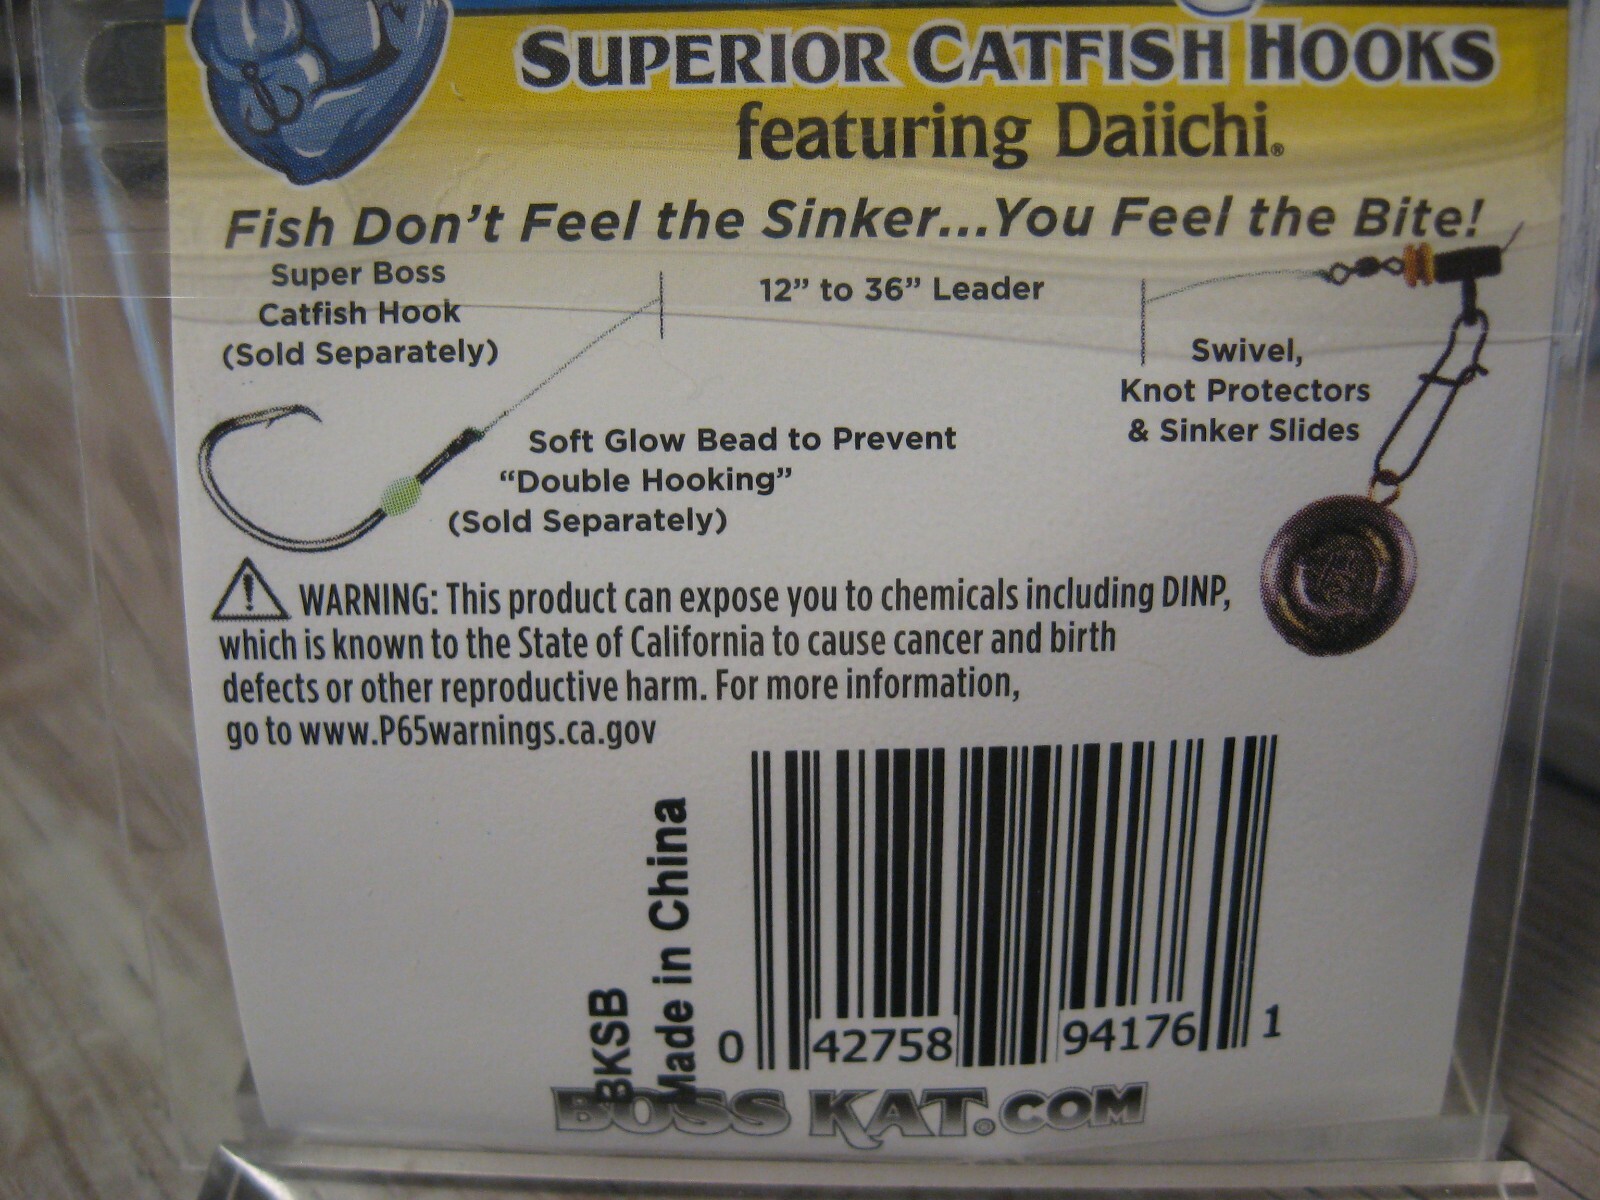 SUPERIOR CATFISH HOOKS
featuring Daiichi®
Fish Don't Feel the Sinker...You Feel the Bite!
Super Boss
Catfish Hook
(Sold Separately)
12” to 36” Leader
Swivel,
Knot Protectors
& Sinker Slides
Soft Glow Bead to Prevent
“Double Hooking”
(Sold Separately)
WARNING: This product can expose you to chemicals including DINP,
which is known to the State of California to cause cancer and birth
defects or other reproductive harm. For more information,
go to www.P65warnings.ca.gov
BKSB
Made in China
0 42758 94176 1
BOSS KAT.COM